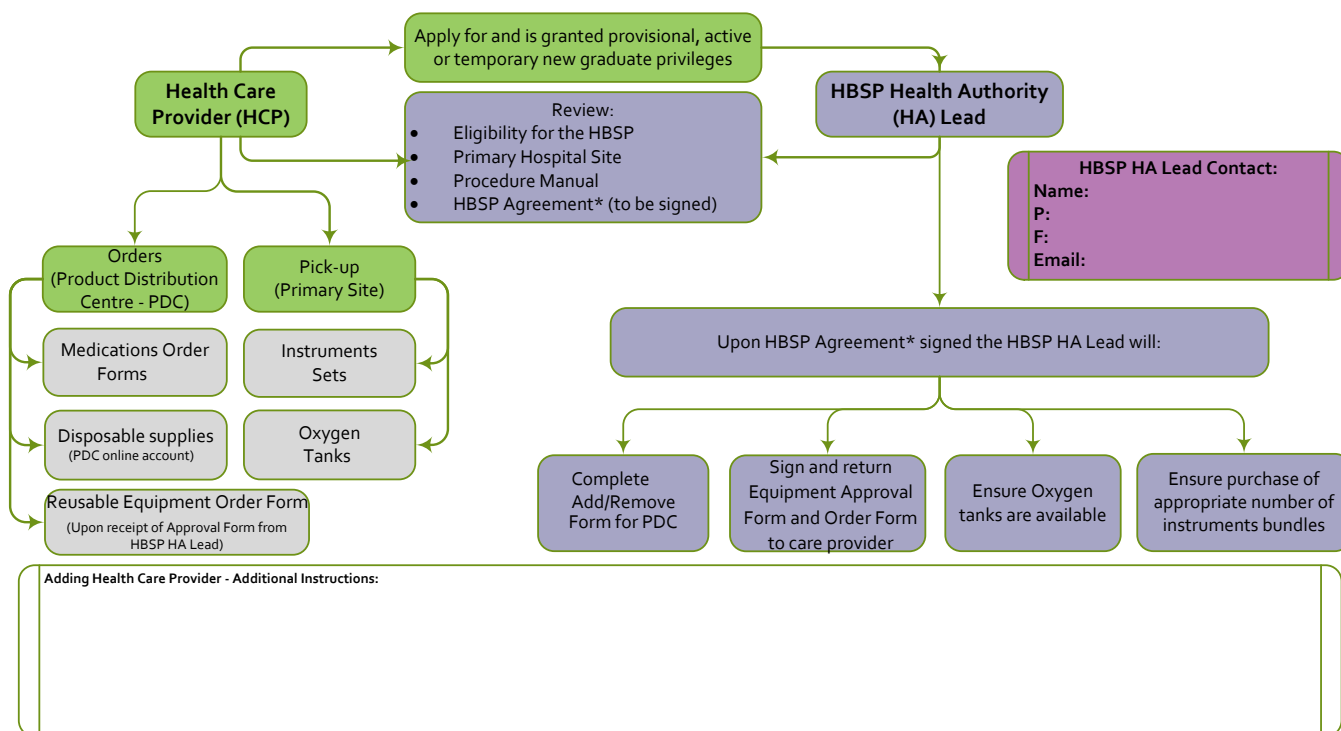 Apply for and is granted provisional, active
or temporary new graduate privileges
Health Care
Provider (HCP)
HBSP Health Authority
(HA) Lead
Review:
• Eligibility for the HBSP
• Primary Hospital Site
• Procedure Manual
• HBSP Agreement* (to be signed)
HBSP HA Lead Contact:
Name:
P:
F:
Email:
Orders
(Product Distribution
Centre - PDC)
Pick-up
(Primary Site)
Medications Order
Forms
Instruments
Sets
Disposable supplies
(PDC online account)
Oxygen
Tanks
Reusable Equipment Order Form
(Upon receipt of Approval Form from
HBSP HA Lead)
Upon HBSP Agreement* signed the HBSP HA Lead will:
Complete
Add/Remove
Form for PDC
Sign and return
Equipment Approval
Form and Order Form
to care provider
Ensure Oxygen
tanks are available
Ensure purchase of
appropriate number of
instruments bundles
Adding Health Care Provider - Additional Instructions: